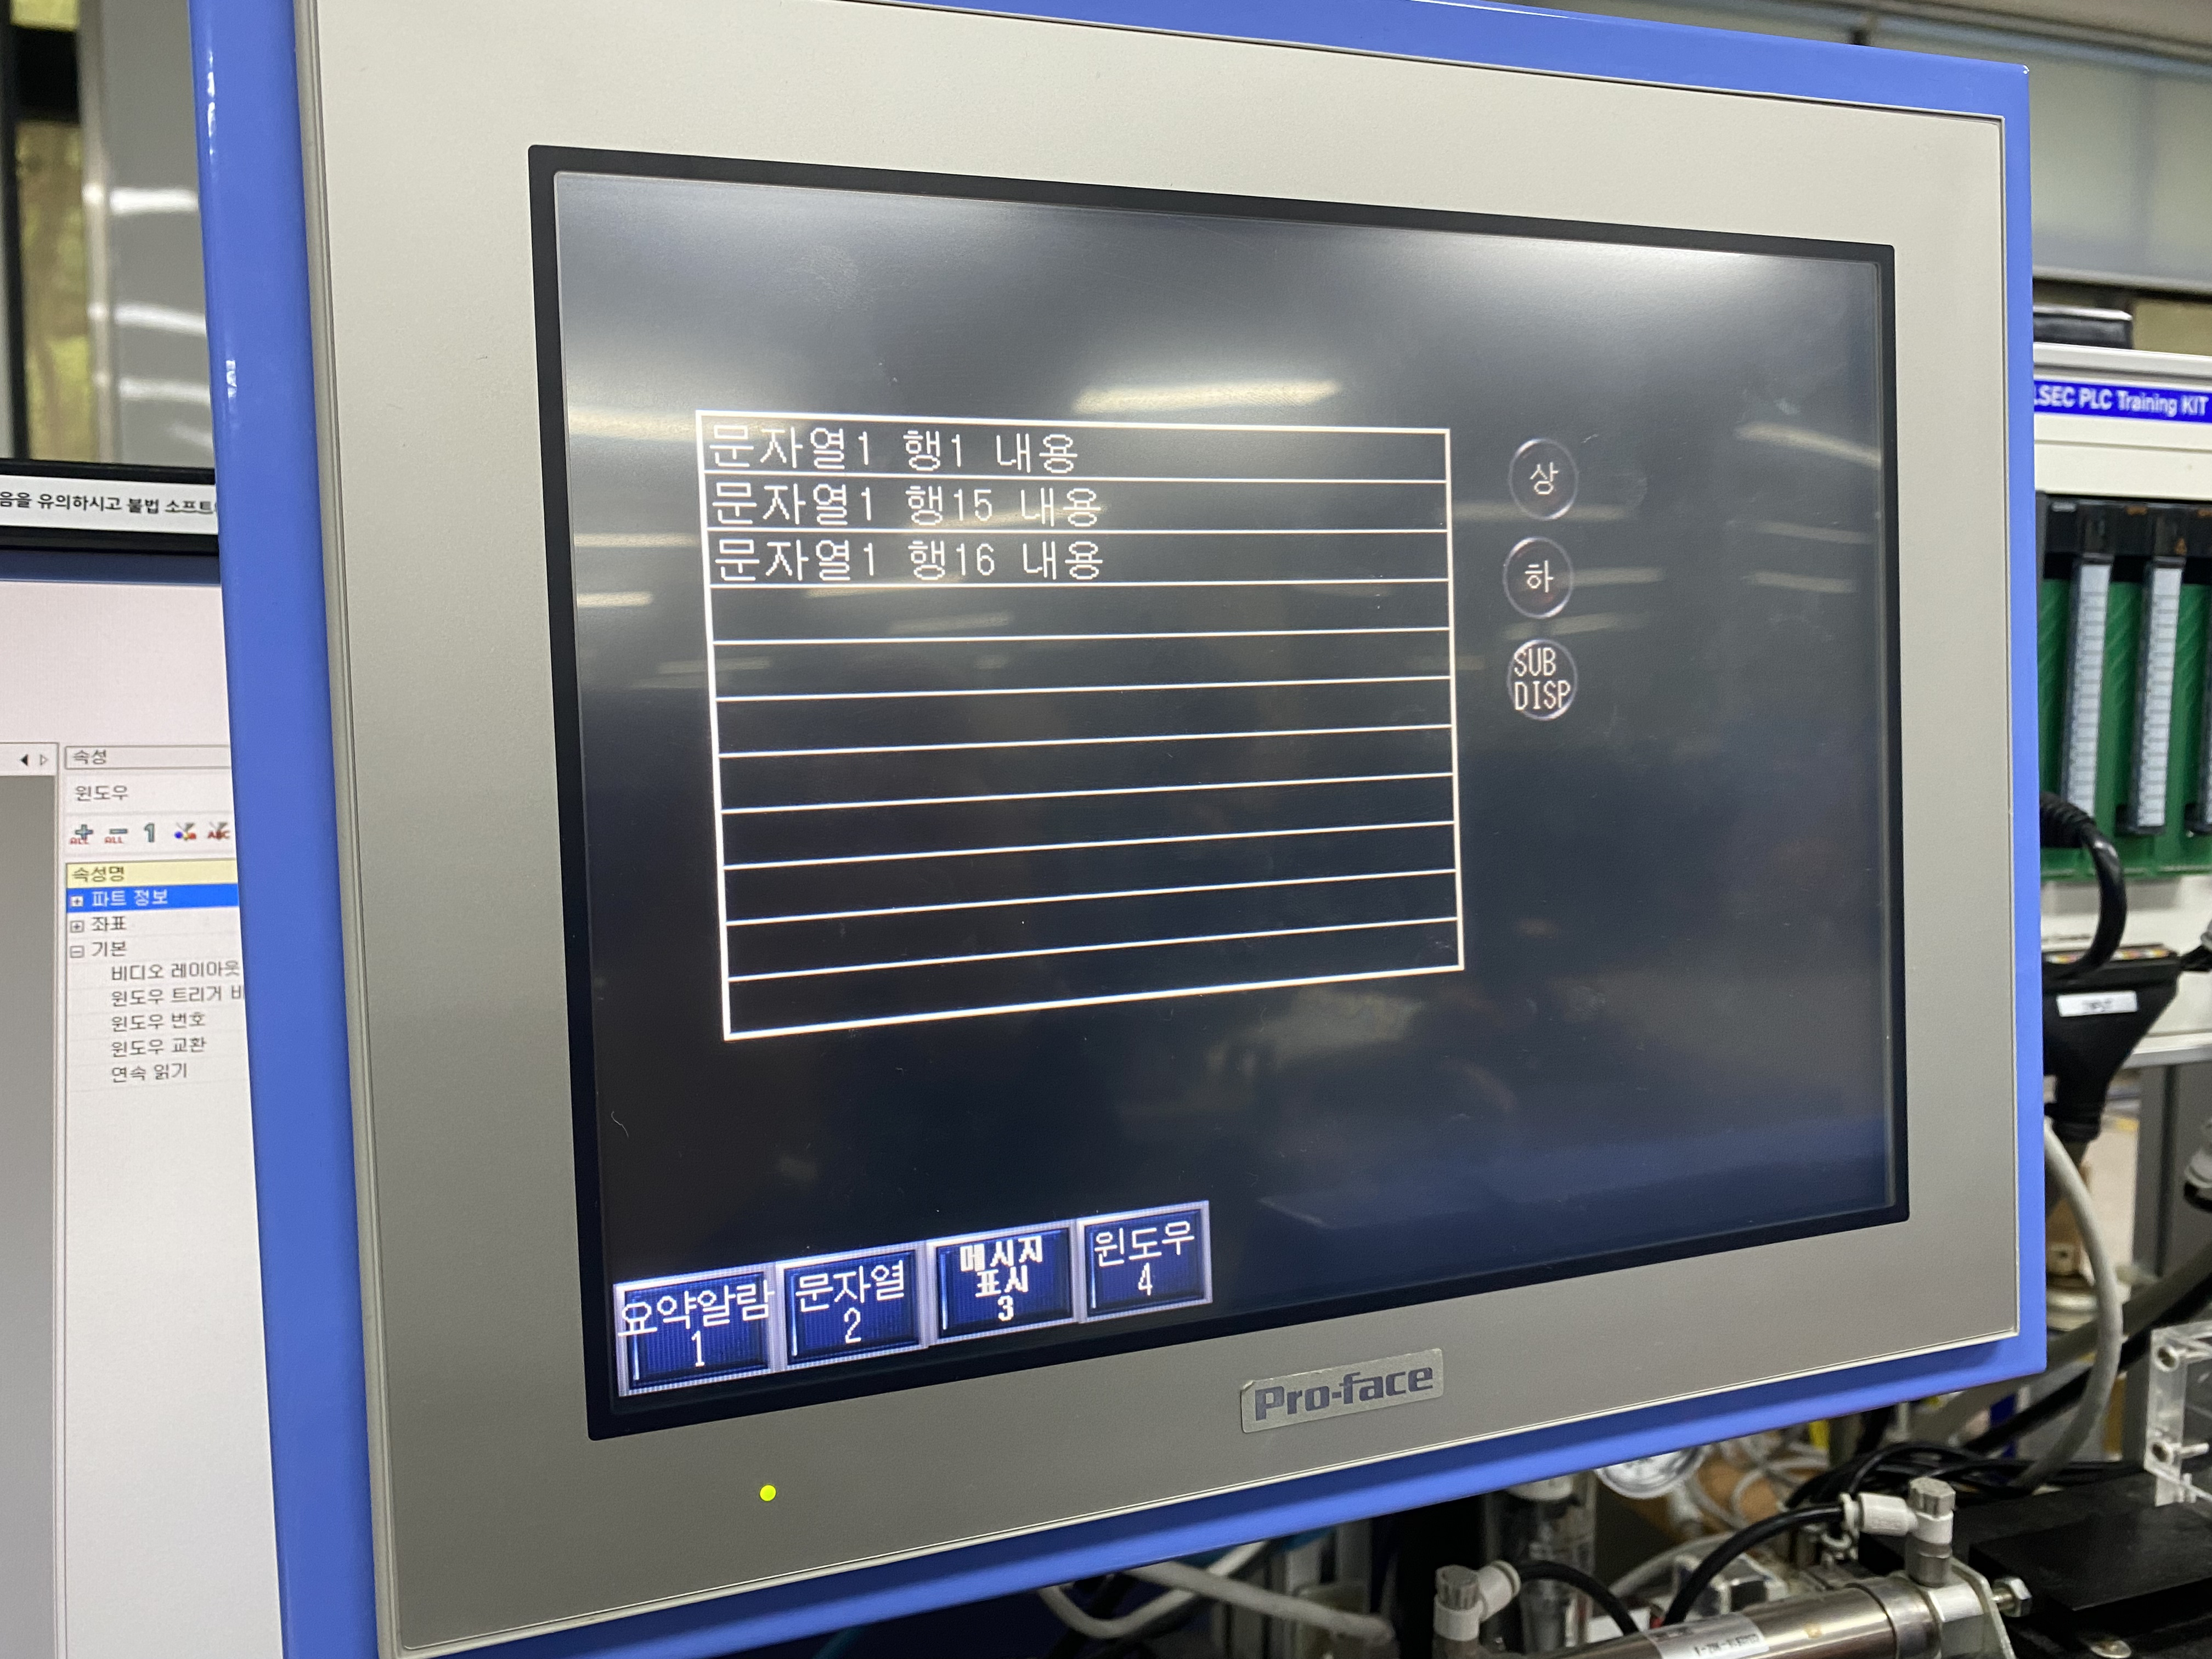 문자열1 행1 내용
문자열1 행15 내용
문자열1 행16 내용
상
하
SUB
DISP
요약알람
1
문자열
2
메시지
표시
3
윈도우
4
Pro-face
음을 유의하시고 불법 소프트
속성
윈도우
ALL ALL 1 ABC
속성명
파트 정보
좌표
기본
비디오 레이아웃
윈도우 트리거 비
윈도우 번호
윈도우 교환
연속 읽기
LSEC PLC Training KIT